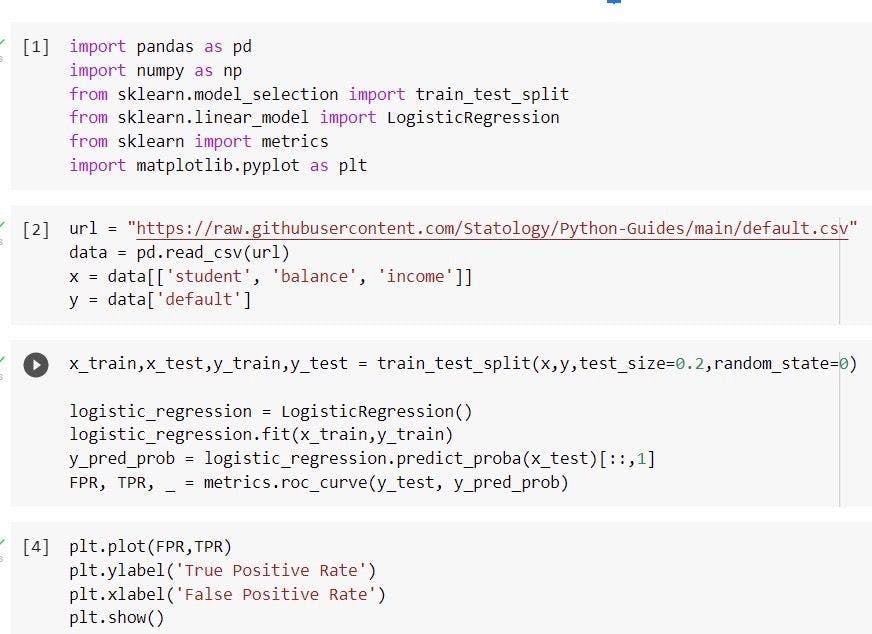 [1] import pandas as pd
import numpy as np
from sklearn.model_selection import train_test_split
from sklearn.linear_model import LogisticRegression
from sklearn import metrics
import matplotlib.pyplot as plt
[2] url = "https://raw.githubusercontent.com/Statology/Python-Guides/main/default.csv"
data = pd.read_csv(url)
x = data[['student', 'balance', 'income']]
y = data['default']
x_train,x_test,y_train,y_test = train_test_split(x,y,test_size=0.2,random_state=0)
logistic_regression = LogisticRegression()
logistic_regression.fit(x_train,y_train)
y_pred_prob = logistic_regression.predict_proba(x_test)[::,1]
FPR, TPR, _ = metrics.roc_curve(y_test, y_pred_prob)
[4] plt.plot(FPR,TPR)
plt.ylabel('True Positive Rate')
plt.xlabel('False Positive Rate')
plt.show()